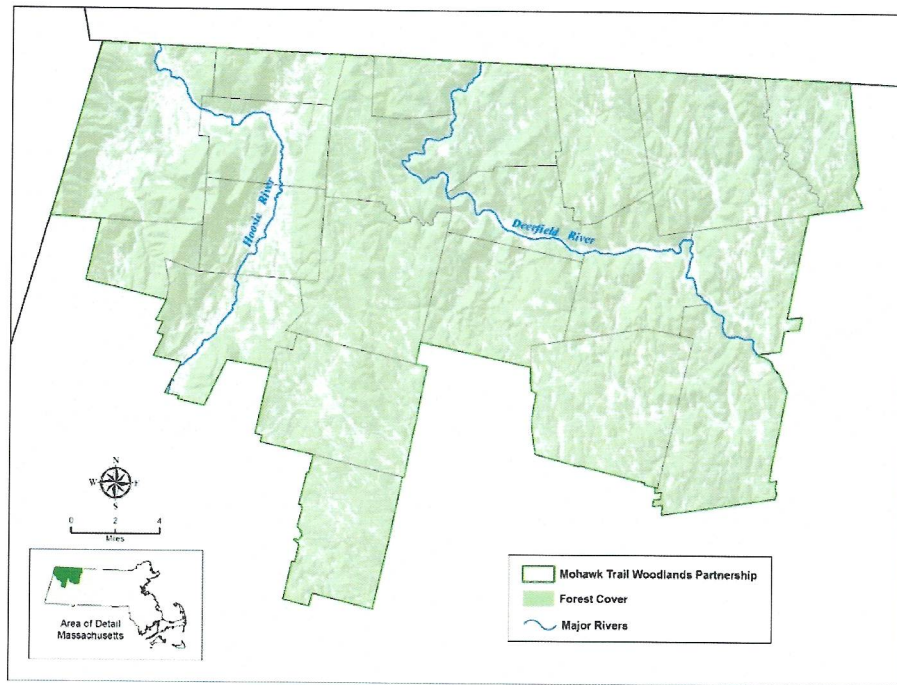 Hoosic River
Deerfield River
N
W E
S
0 2 4
Miles
Area of Detail
Massachusetts
Mohawk Trail Woodlands Partnership
Forest Cover
Major Rivers